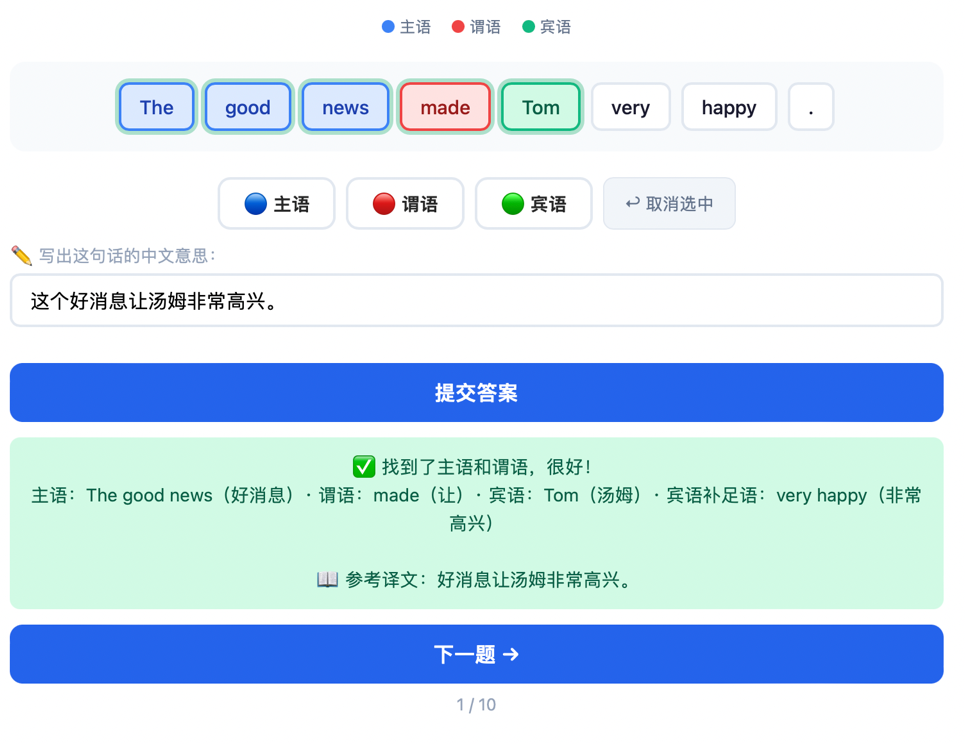 主语 谓语 宾语
The good news made Tom very happy .
主语 谓语 宾语 ↩ 取消选中
✏️ 写出这句话的中文意思：
这个好消息让汤姆非常高兴。
提交答案
✅ 找到了主语和谓语，很好！
主语：The good news（好消息）· 谓语：made（让）· 宾语：Tom（汤姆）· 宾语补足语：very happy（非常
高兴）
📖 参考译文：好消息让汤姆非常高兴。
下一题 →
1 / 10